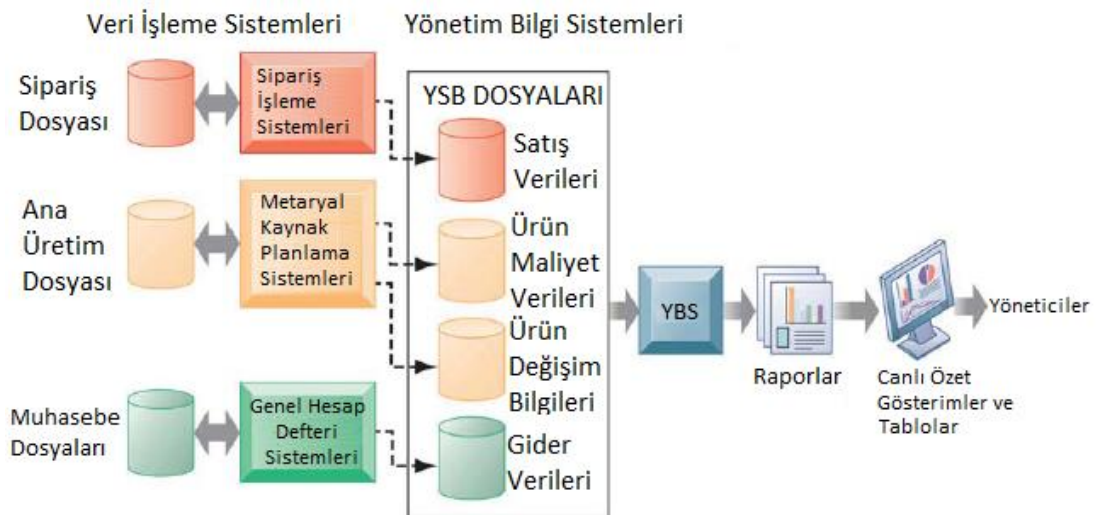 Veri İşleme Sistemleri
Yönetim Bilgi Sistemleri
Sipariş
Dosyası
Sipariş
İşleme
Sistemleri
YSB DOSYALARI
Satış
Verileri
Ana
Üretim
Dosyası
Metaryal
Kaynak
Planlama
Sistemleri
Ürün
Maliyet
Verileri
Ürün
Değişim
Bilgileri
YBS
Raporlar
Canlı Özet
Gösterimler ve
Tablolar
Yöneticiler
Muhasebe
Dosyaları
Genel Hesap
Defteri
Sistemleri
Gider
Verileri